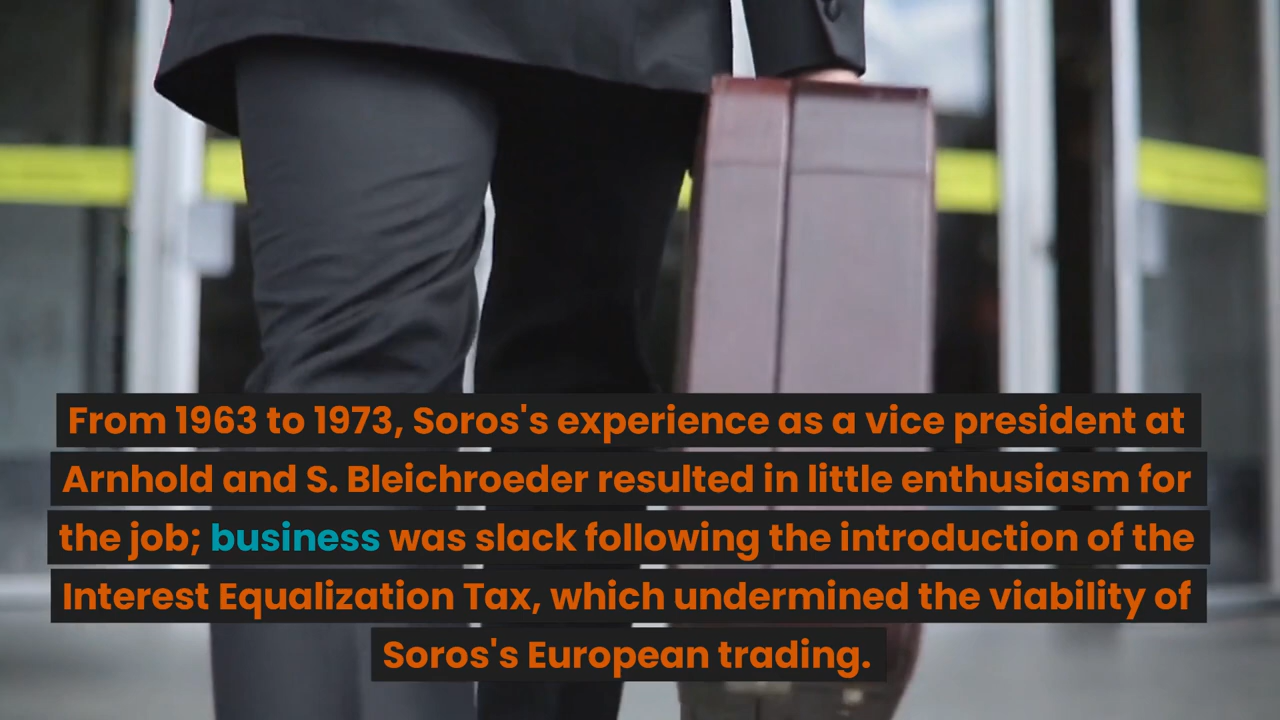 From 1963 to 1973, Soros's experience as a vice president at
Arnhold and S. Bleichroeder resulted in little enthusiasm for
the job; business was slack following the introduction of the
Interest Equalization Tax, which undermined the viability of
Soros's European trading.